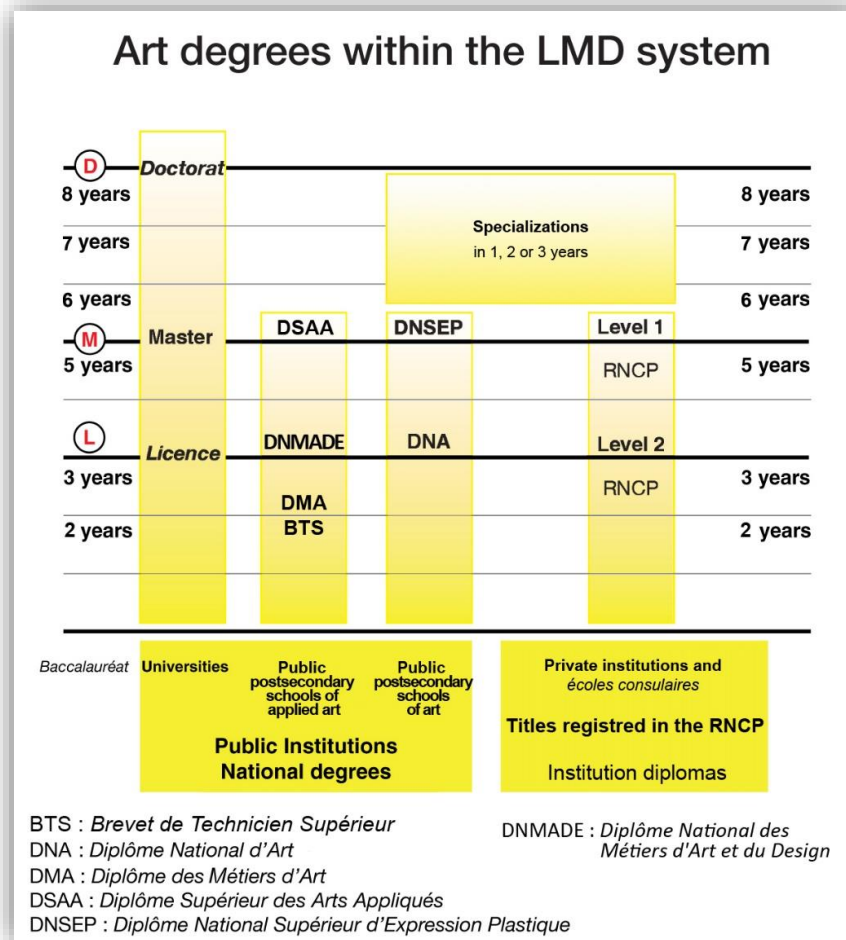 Art degrees within the LMD system
D
Doctorat
8 years
8 years
Specializations
in 1, 2 or 3 years
7 years
7 years
6 years
6 years
M
Master
DSAA
DNSEP
Level 1
5 years
RNCP
5 years
L
Licence
DNMADE
DNA
Level 2
3 years
RNCP
3 years
DMA
2 years
BTS
2 years
Baccalauréat
Universities
Public
postsecondary
schools of
applied art
Public
postsecondary
schools
of art
Public Institutions
National degrees
Private institutions and
écoles consulaires
Titles registred in the RNCP
Institution diplomas
BTS : Brevet de Technicien Supérieur
DNA : Diplôme National d'Art
DMA : Diplôme des Métiers d'Art
DSAA : Diplôme Supérieur des Arts Appliqués
DNSEP : Diplôme National Supérieur d'Expression Plastique
DNMADE : Diplôme National des
Métiers d'Art et du Design